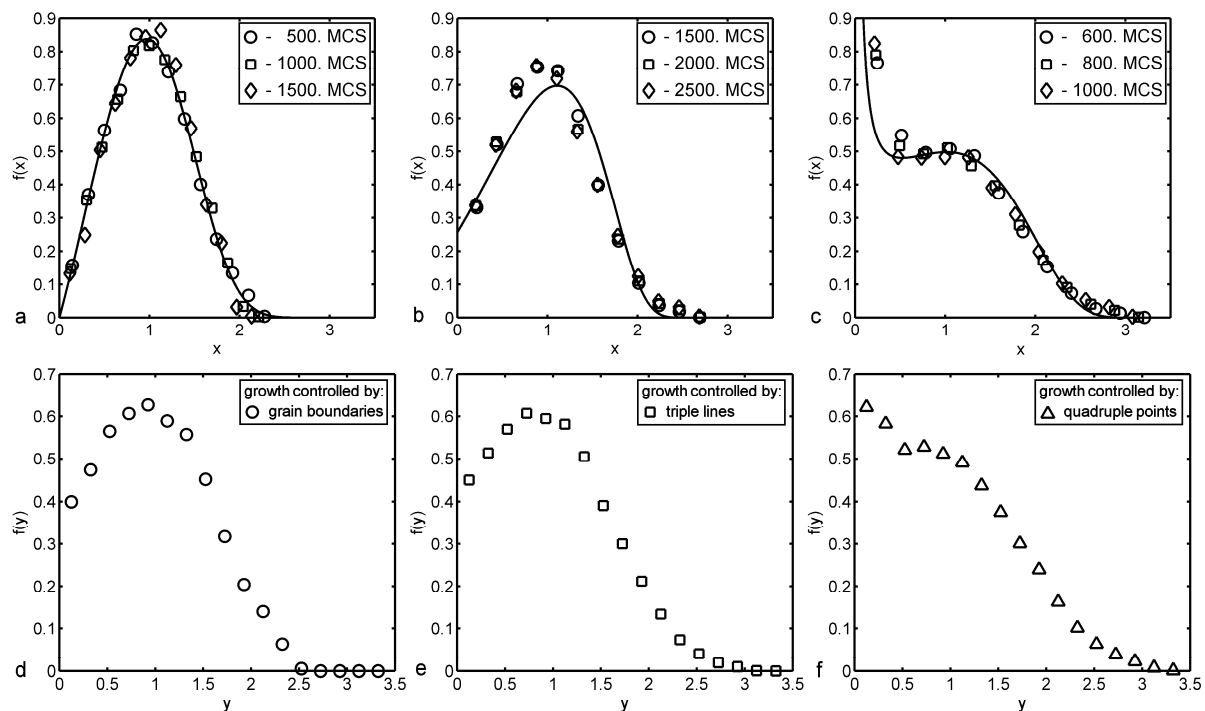 0.9
0.8
0.7
0.6
0.5
0.4
0.3
0.2
0.1
0
f(x)
0 1 2 3
x
a
- 500. MCS
- 1000. MCS
- 1500. MCS
0.9
0.8
0.7
0.6
0.5
0.4
0.3
0.2
0.1
0
f(x)
0 1 2 3
x
b
- 1500. MCS
- 2000. MCS
- 2500. MCS
0.9
0.8
0.7
0.6
0.5
0.4
0.3
0.2
0.1
0
f(x)
0 1 2 3
x
c
- 600. MCS
- 800. MCS
- 1000. MCS
0.7
0.6
0.5
0.4
0.3
0.2
0.1
0
f(y)
0 0.5 1 1.5 2 2.5 3 3.5
y
d
growth controlled by:
grain boundaries
0.7
0.6
0.5
0.4
0.3
0.2
0.1
0
f(y)
0 0.5 1 1.5 2 2.5 3 3.5
y
e
growth controlled by:
triple lines
0.7
0.6
0.5
0.4
0.3
0.2
0.1
0
f(y)
0 0.5 1 1.5 2 2.5 3 3.5
y
f
growth controlled by:
quadruple points